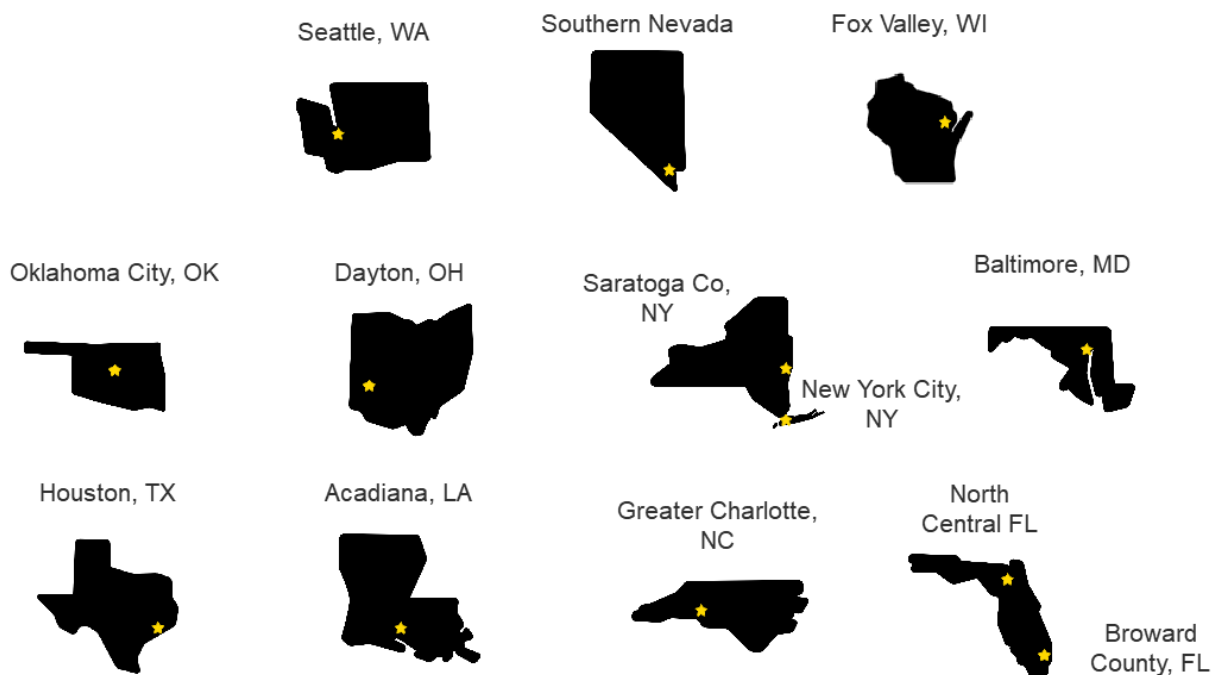 Seattle, WA
Southern Nevada
Fox Valley, WI
Oklahoma City, OK
Dayton, OH
Saratoga Co,
NY
Baltimore, MD
New York City,
NY
Houston, TX
Acadiana, LA
Greater Charlotte,
NC
North
Central FL
Broward
County, FL